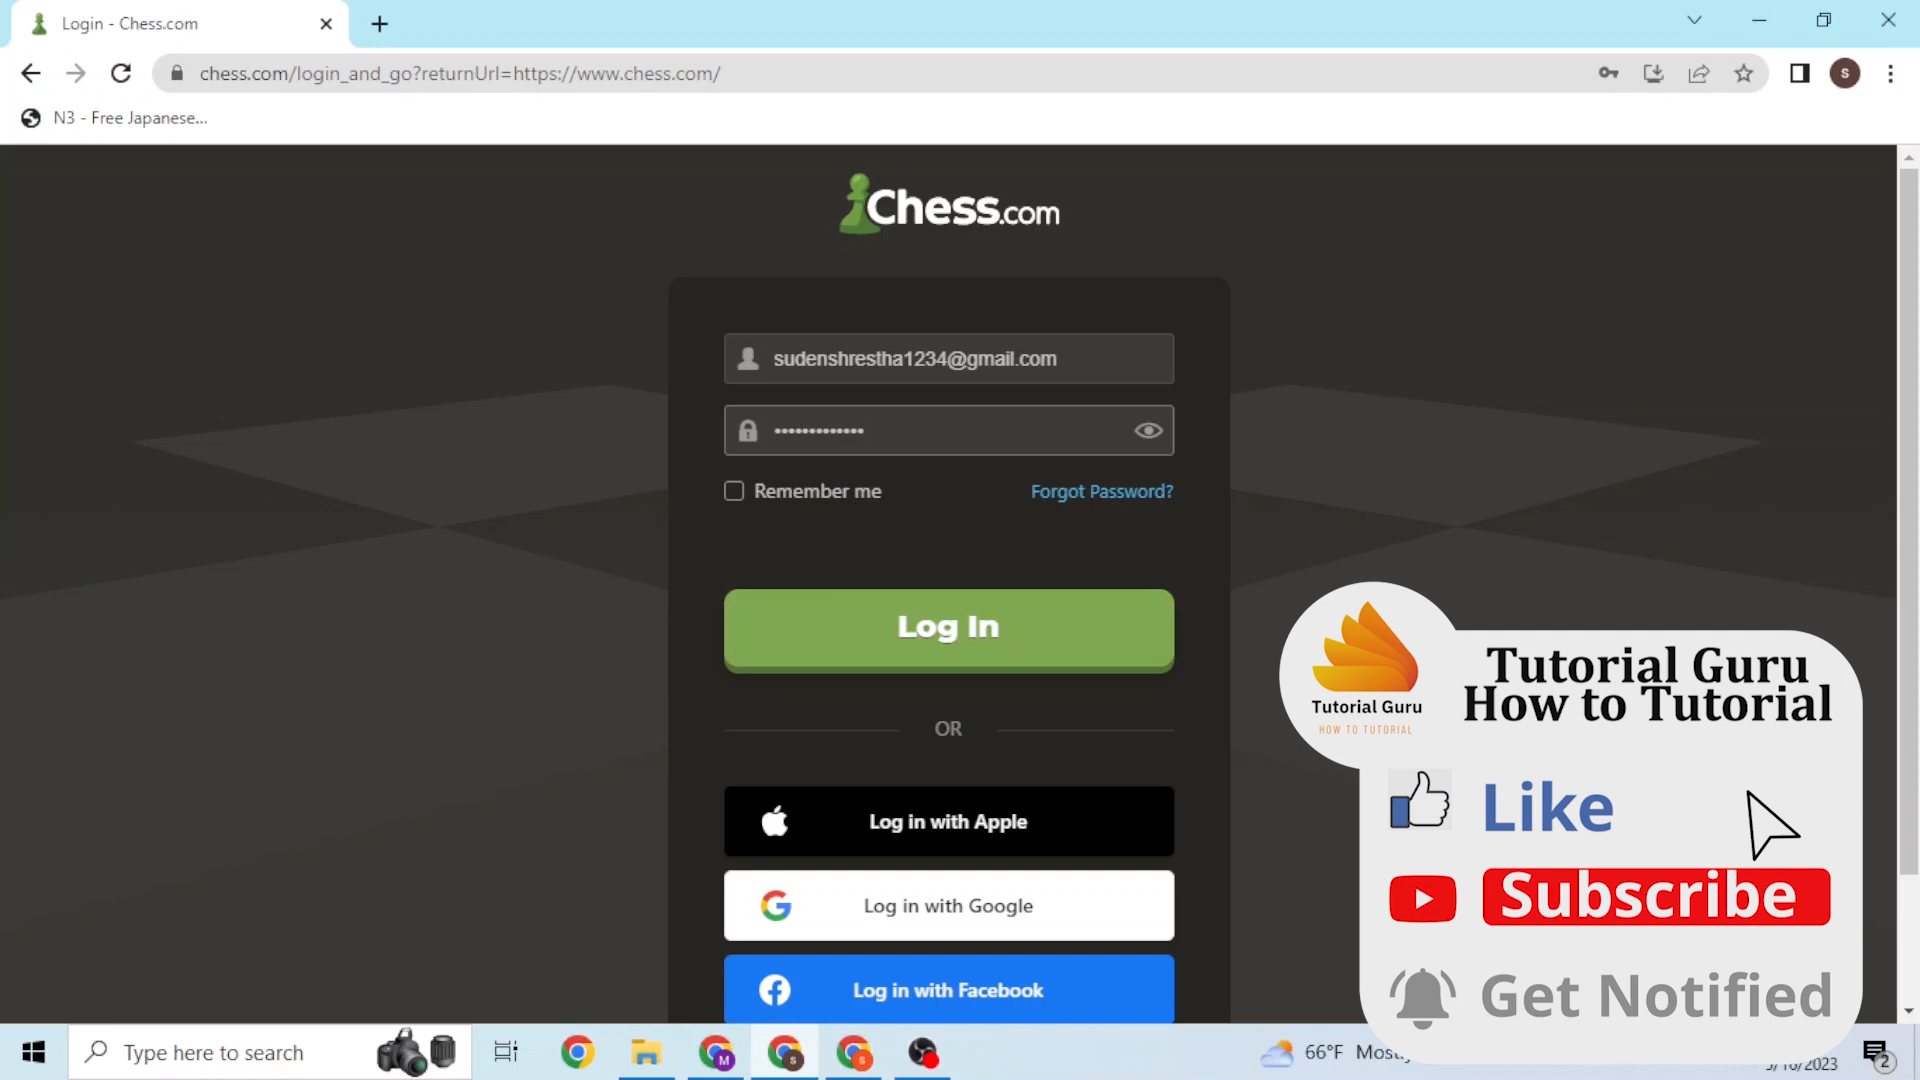 Login - Chess.com
chess.com/login_and_go?returnUrl=https://www.chess.com/
S
N3 - Free Japanese...
Chess.com
sudenshrestha1234@gmail.com
•••••••••••••
Remember me
Forgot Password?
Log In
OR
Log in with Apple
Log in with Google
Log in with Facebook
Tutorial Guru
HOW TO TUTORIAL
Tutorial Guru
How to Tutorial
Like
Subscribe
Get Notified
Type here to search
M
S
S
66°F
2